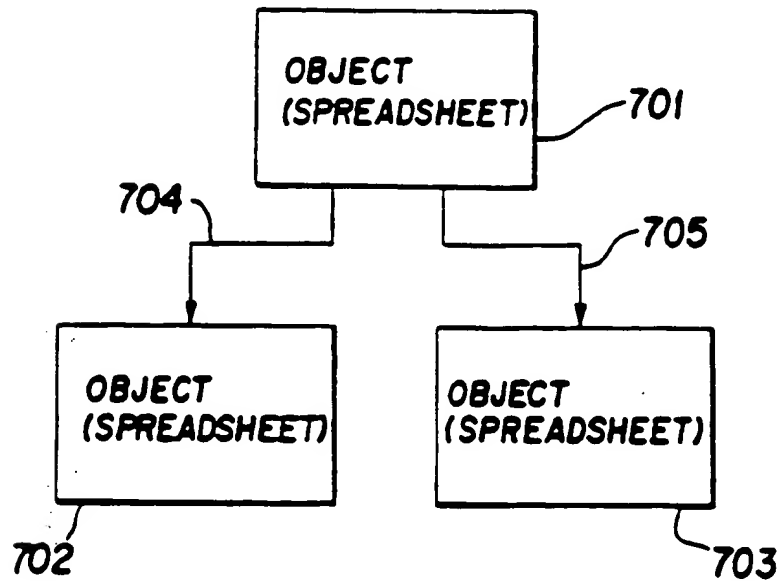 OBJECT
(SPREADSHEET)
701
704
705
OBJECT
(SPREADSHEET)
OBJECT
(SPREADSHEET)
702
703